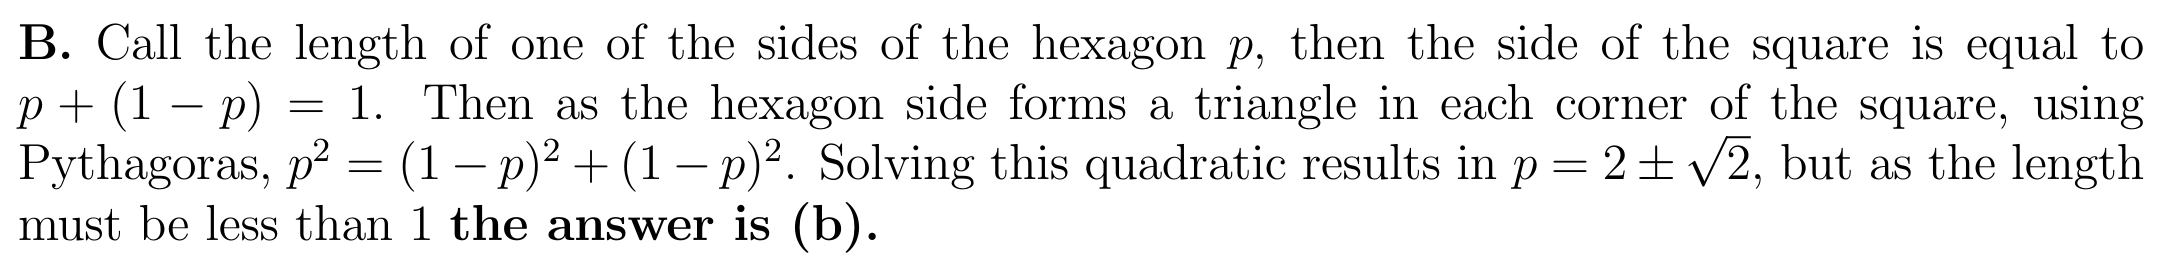 B. Call the length of one of the sides of the hexagon p, then the side of the square is equal to
p + (1 − p) = 1. Then as the hexagon side forms a triangle in each corner of the square, using
Pythagoras, p² = (1 − p)² + (1 − p)². Solving this quadratic results in p = 2 ± √2, but as the length
must be less than 1 the answer is (b).